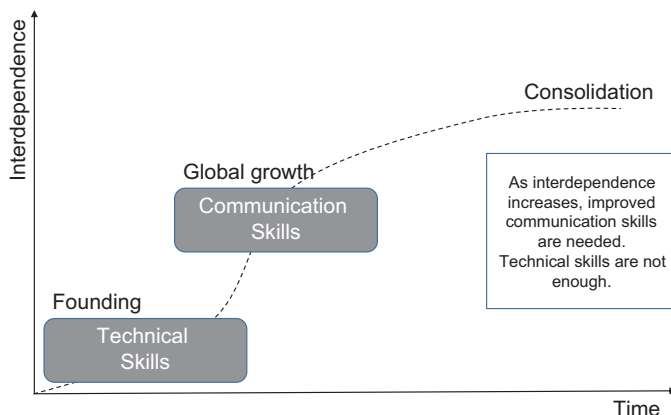 Interdependence
Consolidation
Global growth
Communication
Skills
As interdependence
increases, improved
communication skills
are needed.
Technical skills are not
enough.
Founding
Technical
Skills
Time